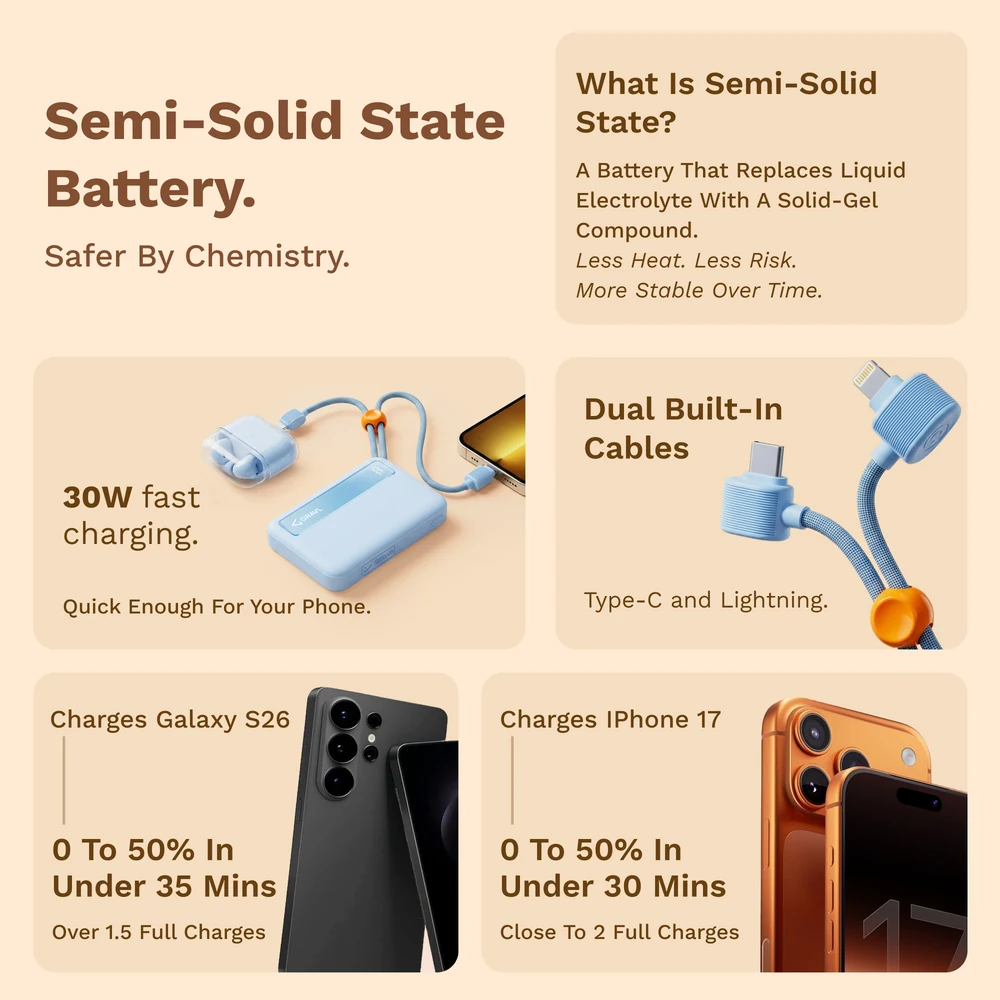 Semi-Solid State
Battery.
Safer By Chemistry.
What Is Semi-Solid
State?
A Battery That Replaces Liquid
Electrolyte With A Solid-Gel
Compound.
Less Heat. Less Risk.
More Stable Over Time.
30W fast
charging.
Quick Enough For Your Phone.
Dual Built-In
Cables
Type-C and Lightning.
Charges Galaxy S26
0 To 50% In
Under 35 Mins
Over 1.5 Full Charges
Charges IPhone 17
0 To 50% In
Under 30 Mins
Close To 2 Full Charges
17